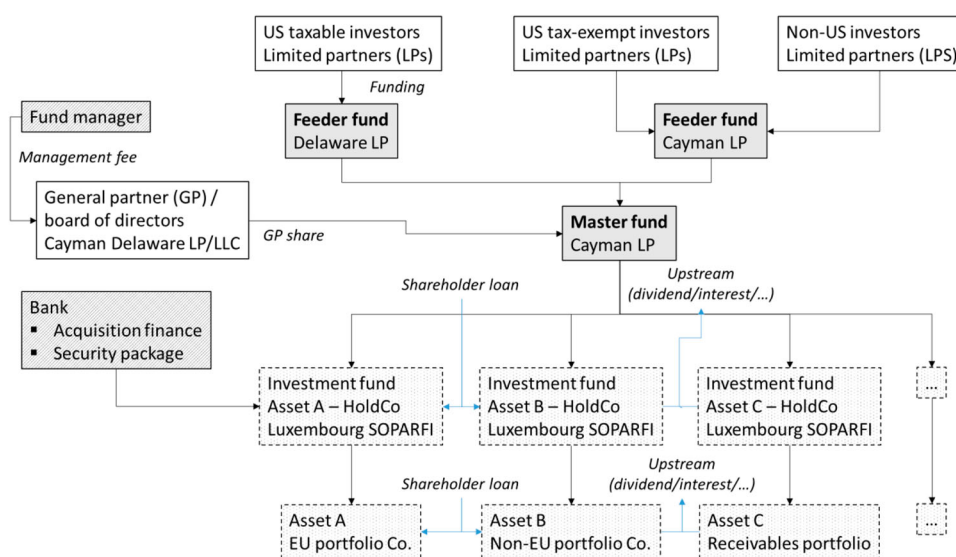 US taxable investors
Limited partners (LPs)
US tax-exempt investors
Limited partners (LPs)
Non-US investors
Limited partners (LPS)
Funding
Fund manager
Feeder fund
Delaware LP
Feeder fund
Cayman LP
Management fee
General partner (GP) /
board of directors
Cayman Delaware LP/LLC
GP share
Master fund
Cayman LP
Shareholder loan
Upstream
(dividend/interest/...)
Bank
▪ Acquisition finance
▪ Security package
Investment fund
Asset A – HoldCo
Luxembourg SOPARFI
Investment fund
Asset B – HoldCo
Luxembourg SOPARFI
Investment fund
Asset C – HoldCo
Luxembourg SOPARFI
...
Shareholder loan
Upstream
(dividend/interest/...)
Asset A
EU portfolio Co.
Asset B
Non-EU portfolio Co.
Asset C
Receivables portfolio
...